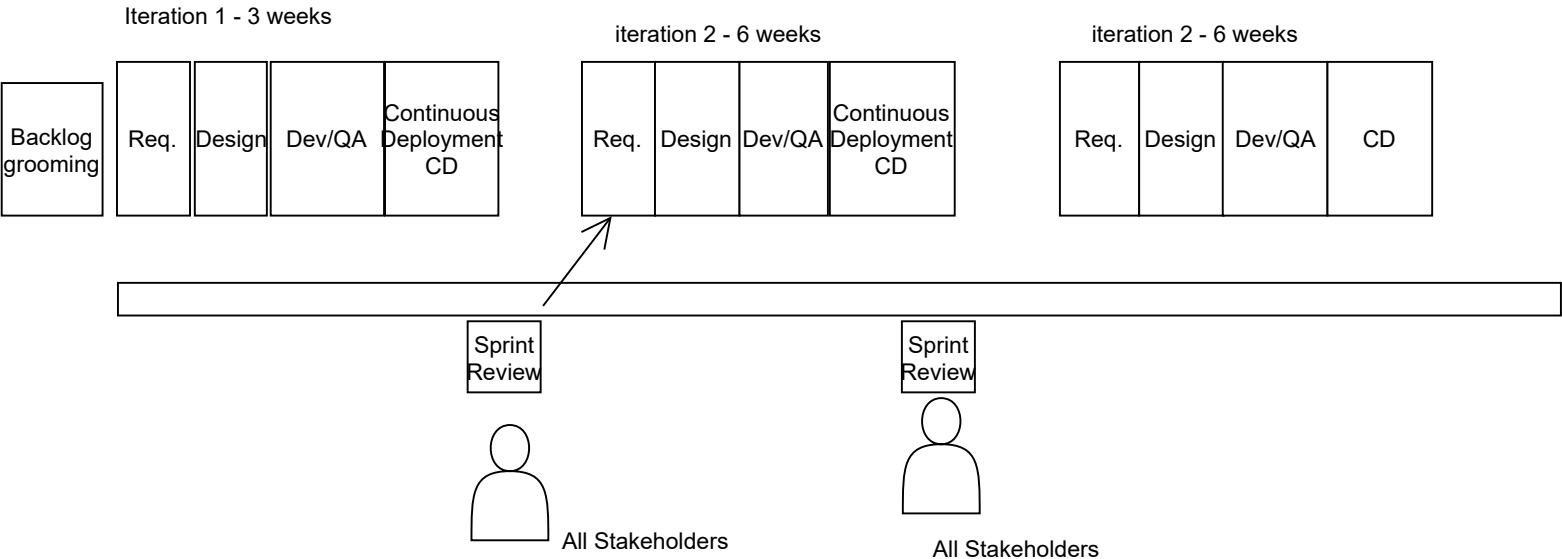 Iteration 1 - 3 weeks
iteration 2 - 6 weeks
iteration 2 - 6 weeks
Backlog
grooming
Req.
Design
Dev/QA
Continuous
Deployment
CD
Req.
Design
Dev/QA
Continuous
Deployment
CD
Req.
Design
Dev/QA
CD
Sprint
Review
Sprint
Review
All Stakeholders
All Stakeholders